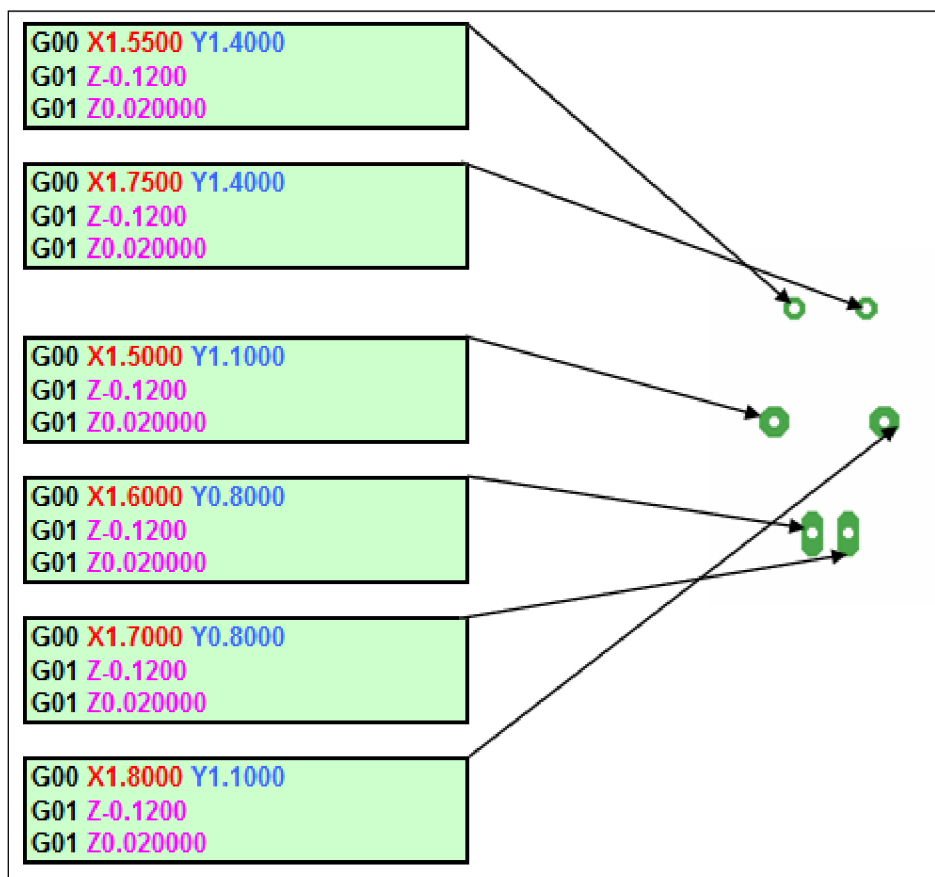 G00 X1.5500 Y1.4000
G01 Z-0.1200
G01 Z0.020000
G00 X1.7500 Y1.4000
G01 Z-0.1200
G01 Z0.020000
G00 X1.5000 Y1.1000
G01 Z-0.1200
G01 Z0.020000
G00 X1.6000 Y0.8000
G01 Z-0.1200
G01 Z0.020000
G00 X1.7000 Y0.8000
G01 Z-0.1200
G01 Z0.020000
G00 X1.8000 Y1.1000
G01 Z-0.1200
G01 Z0.020000